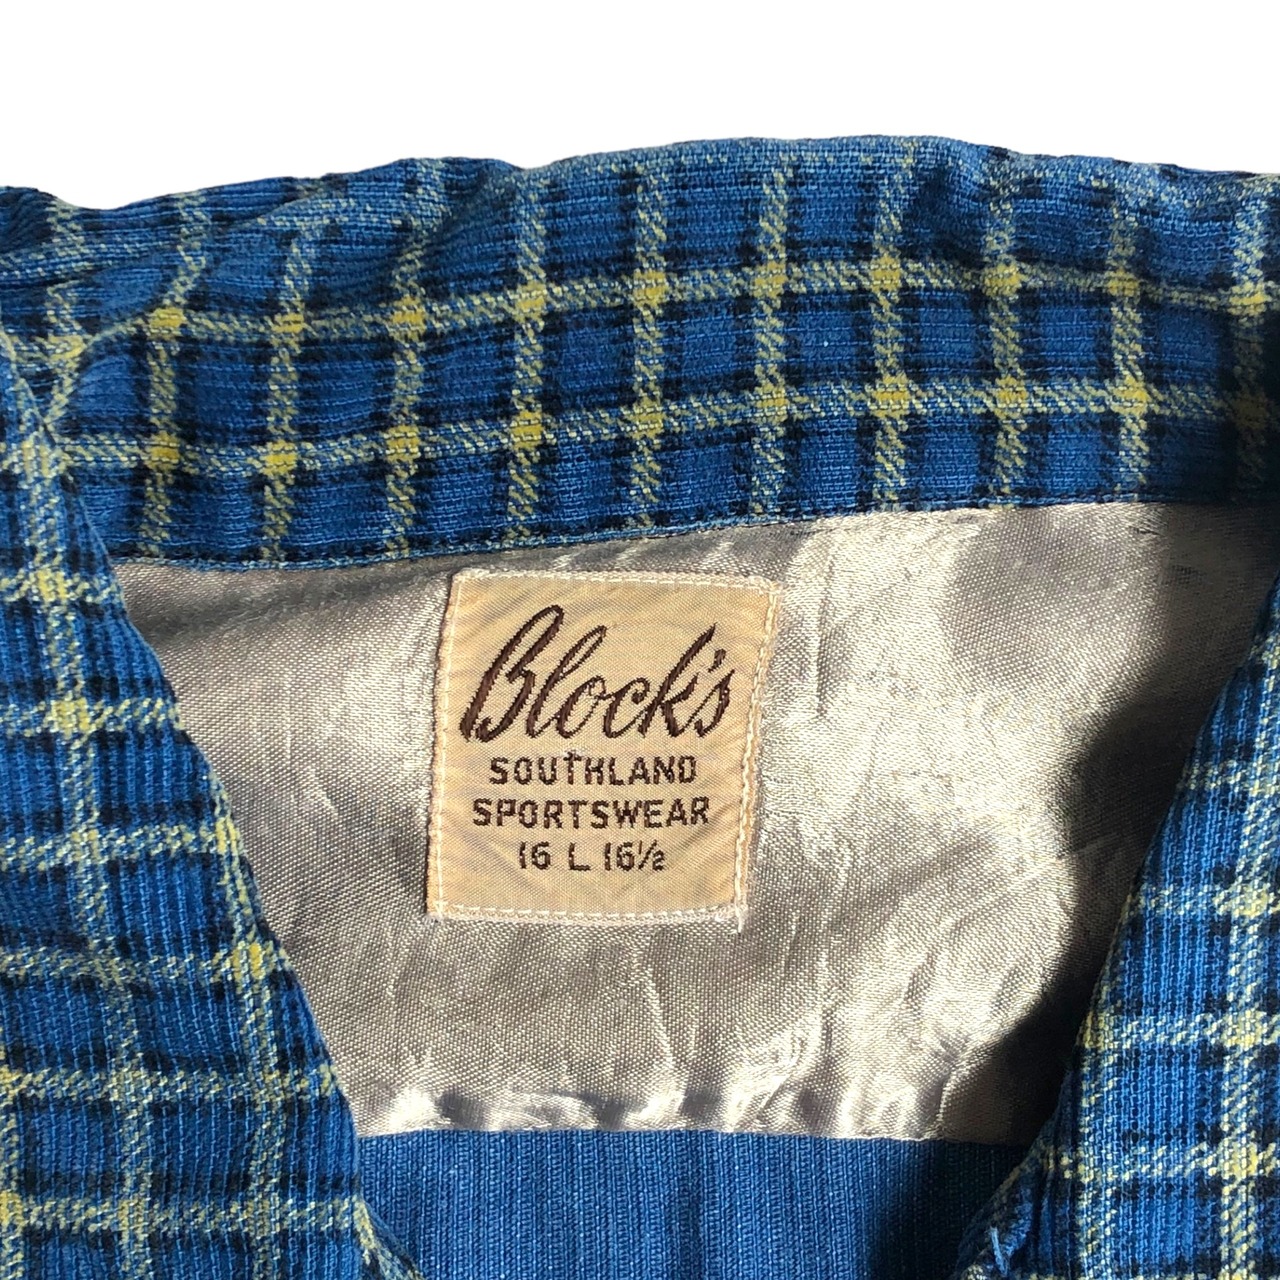 Block's
SOUTHLAND
SPORTSWEAR
16 L 16½